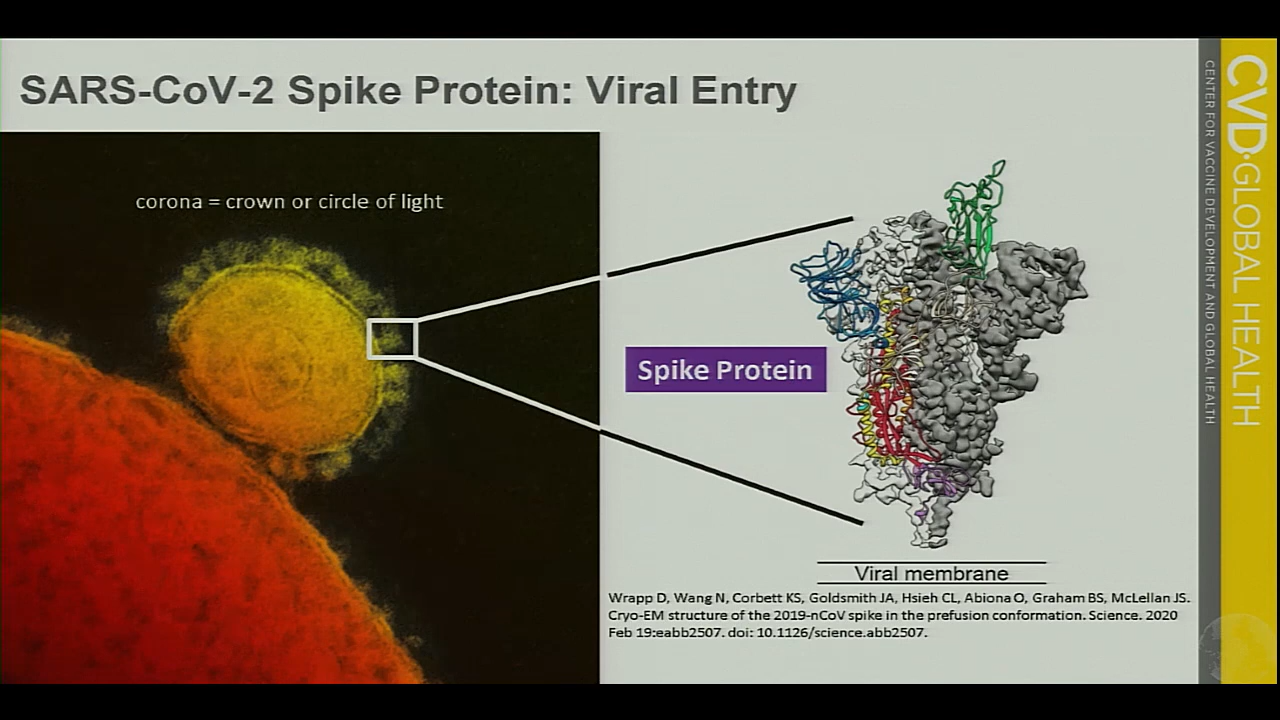 SARS-CoV-2 Spike Protein: Viral Entry
corona = crown or circle of light
Spike Protein
Viral membrane
Wrapp D, Wang N, Corbett KS, Goldsmith JA, Hsieh CL, Abiona O, Graham BS, McLellan JS.
Cryo-EM structure of the 2019-nCoV spike in the prefusion conformation. Science. 2020
Feb 19:eabb2507. doi: 10.1126/science.abb2507.
CENTER FOR VACCINE DEVELOPMENT AND GLOBAL HEALTH
CVD·GLOBAL HEALTH